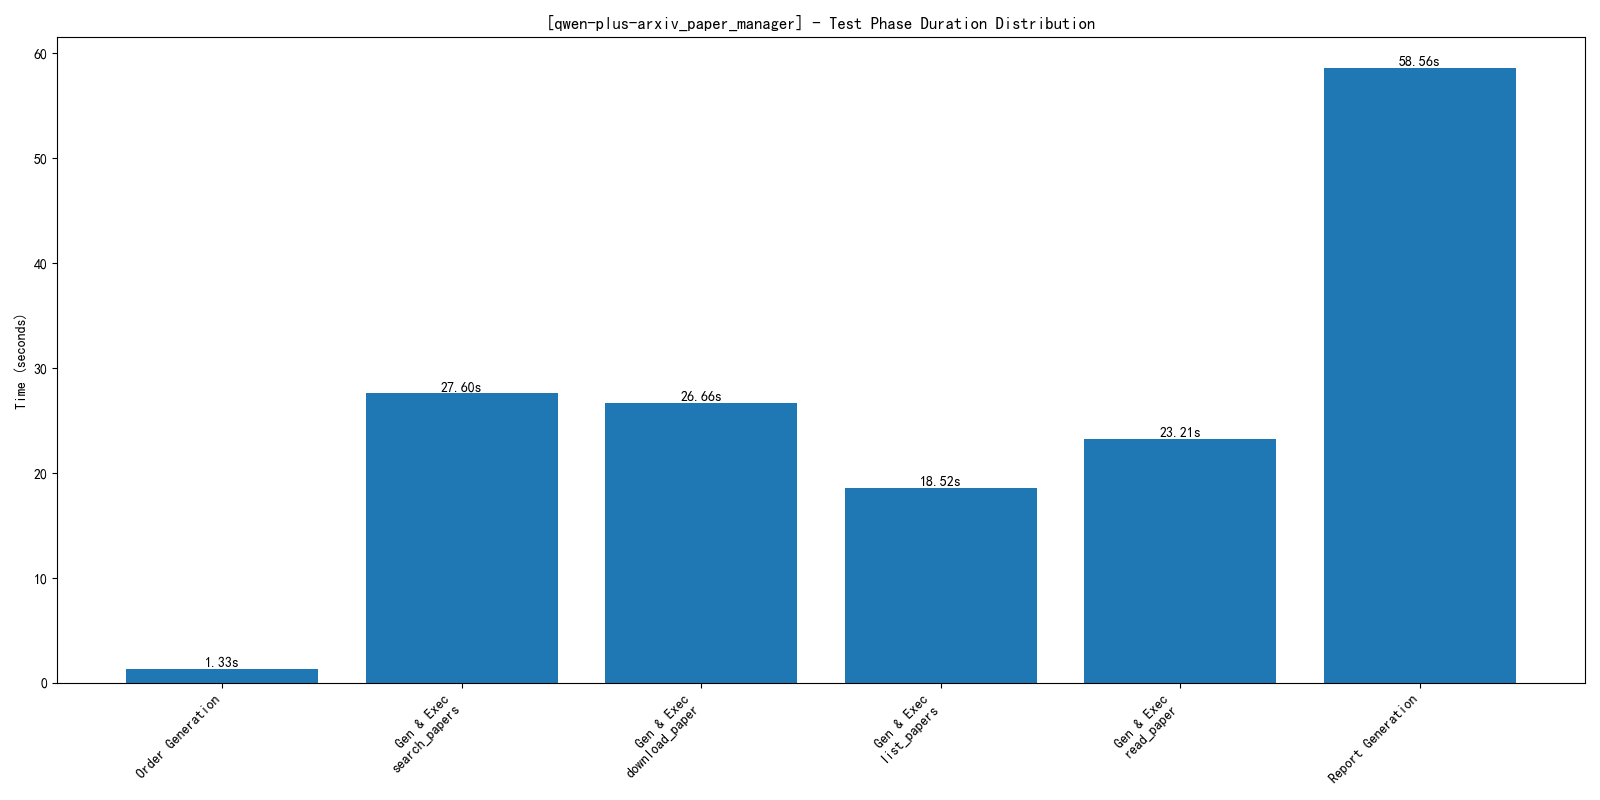 [qwen-plus-arxiv_paper_manager] - Test Phase Duration Distribution
Time (seconds)
60
50
40
30
20
10
0
1.33s
27.60s
26.66s
18.52s
23.21s
58.56s
Order Generation
Gen & Exec
search_papers
Gen & Exec
download_paper
Gen & Exec
list_papers
Gen & Exec
read_paper
Report Generation